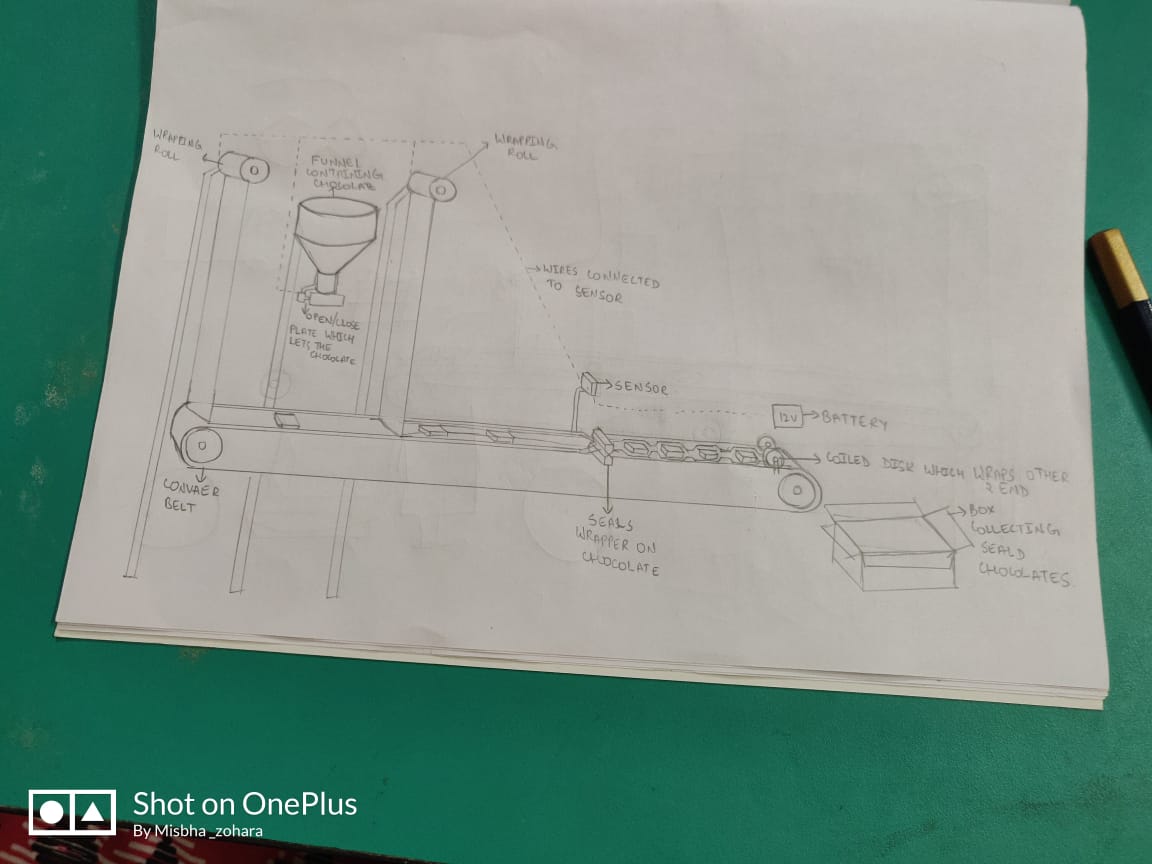 WRAPPING
ROLL
FUNNEL
CONTAINING
CHOCOLATE
WRAPPING
ROLL
WIRES CONNECTED
TO SENSOR
OPEN/CLOSE
PLATE WHICH
LETS THE
CHOCOLATE
SENSOR
12V
BATTERY
COILED DISK WHICH WRAPS OTHER
2 END
CONVAER
BELT
SEALS
WRAPPER ON
CHOCOLATE
BOX
COLLECTING
SEALD
CHOCOLATES
Shot on OnePlus
By Misbha_zohara